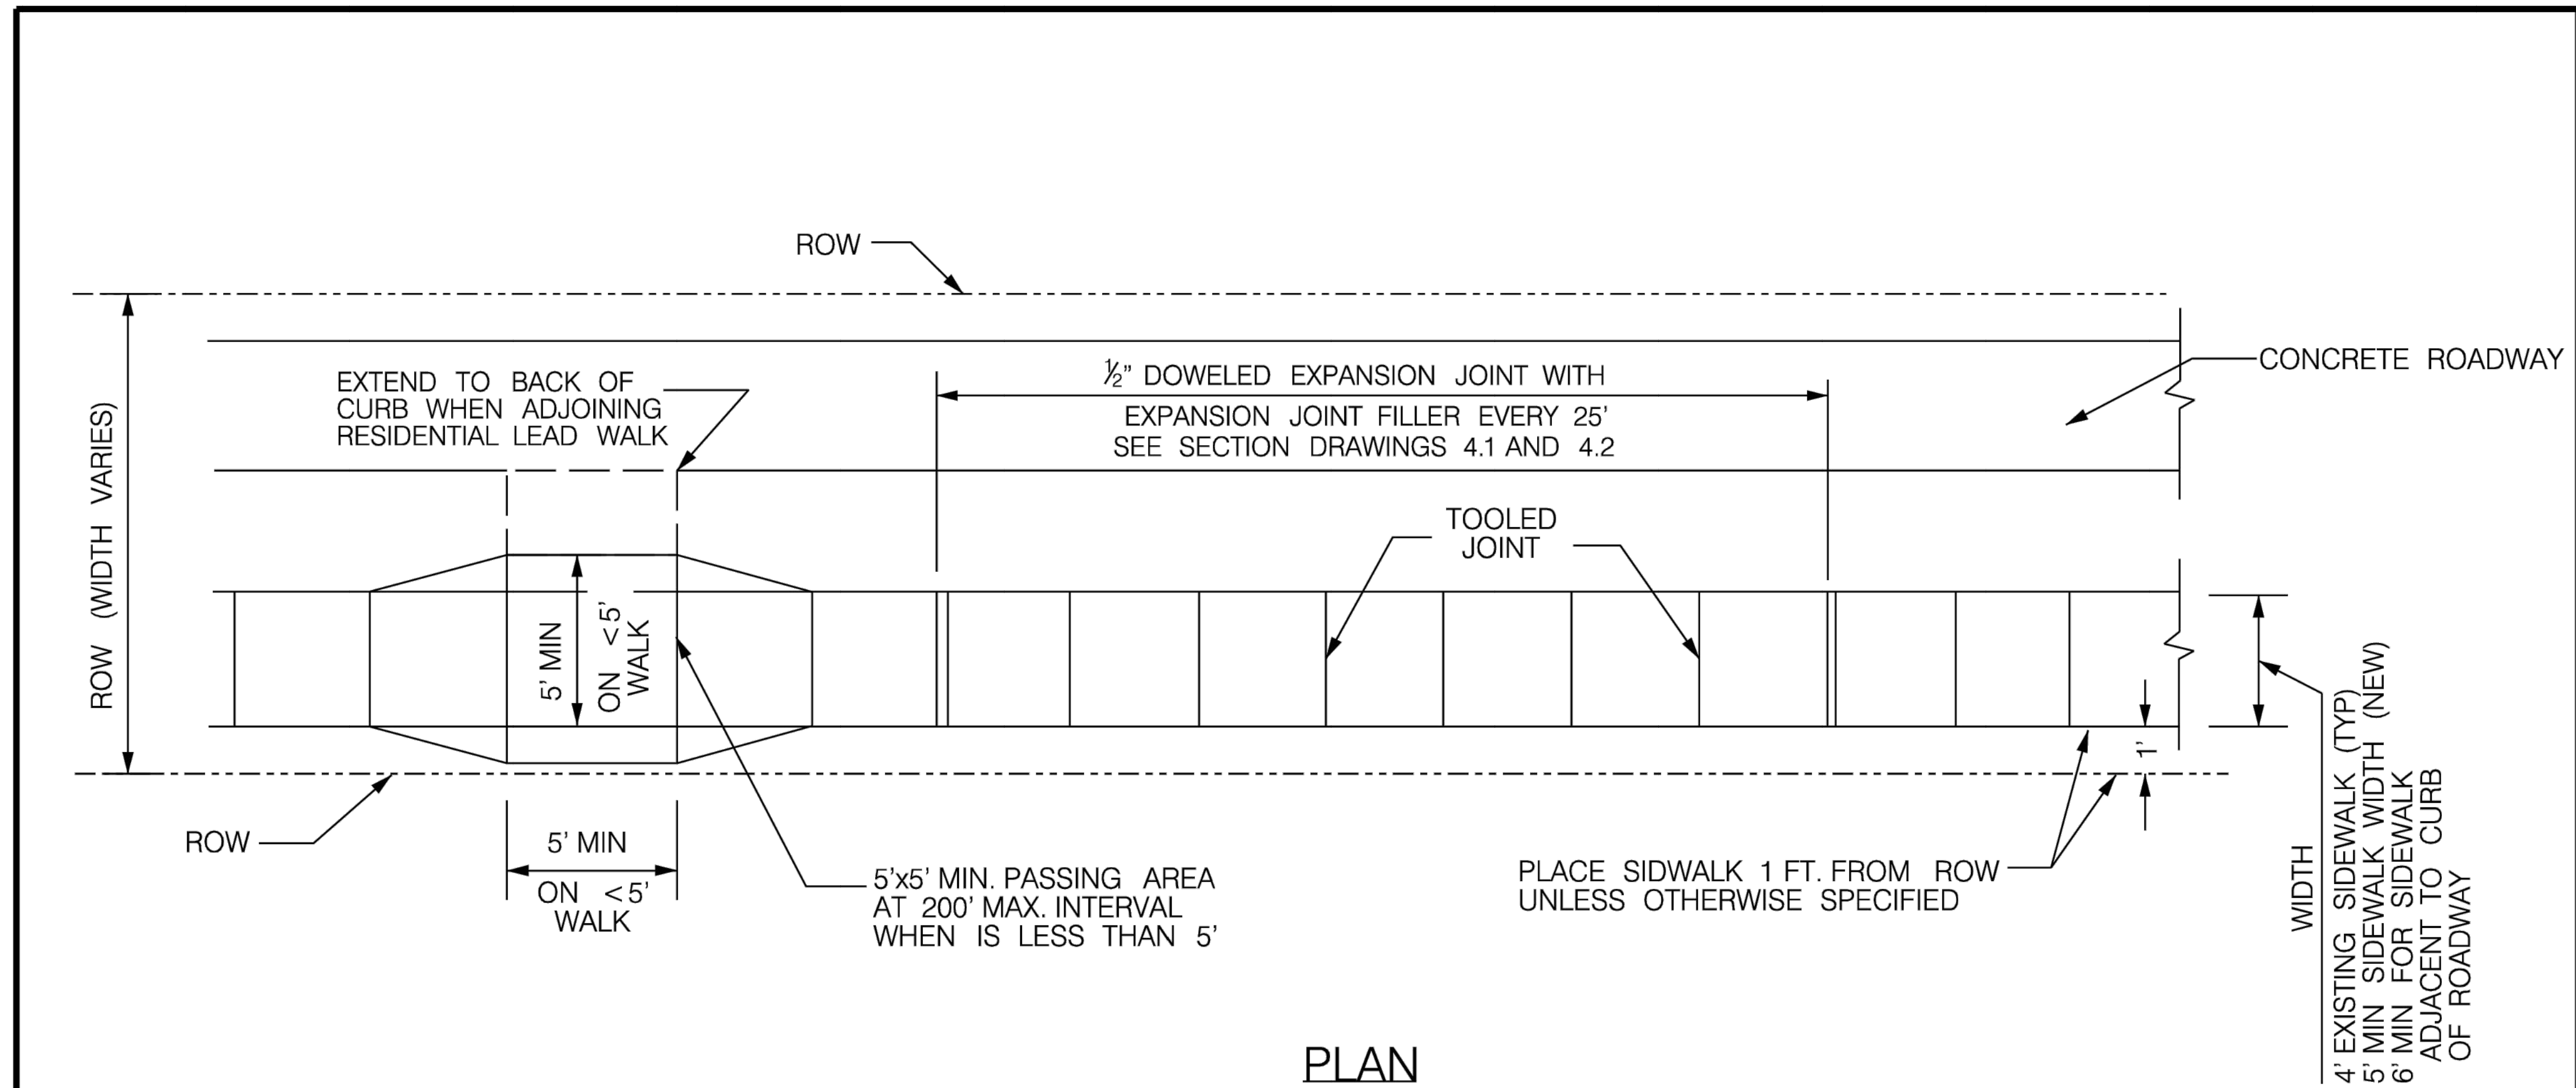 ROW
CONCRETE ROADWAY
½" DOWELED EXPANSION JOINT WITH
EXPANSION JOINT FILLER EVERY 25'
SEE SECTION DRAWINGS 4.1 AND 4.2
EXTEND TO BACK OF
CURB WHEN ADJOINING
RESIDENTIAL LEAD WALK
ROW (WIDTH VARIES)
TOOLED
JOINT
5' MIN
ON <5'
WALK
1'
ROW
5' MIN
ON <5'
WALK
5'x5' MIN. PASSING AREA
AT 200' MAX. INTERVAL
WHEN IS LESS THAN 5'
PLACE SIDWALK 1 FT. FROM ROW
UNLESS OTHERWISE SPECIFIED
WIDTH
4' EXISTING SIDEWALK (TYP)
5' MIN SIDEWALK WIDTH (NEW)
6' MIN FOR SIDEWALK
ADJACENT TO CURB
OF ROADWAY
PLAN